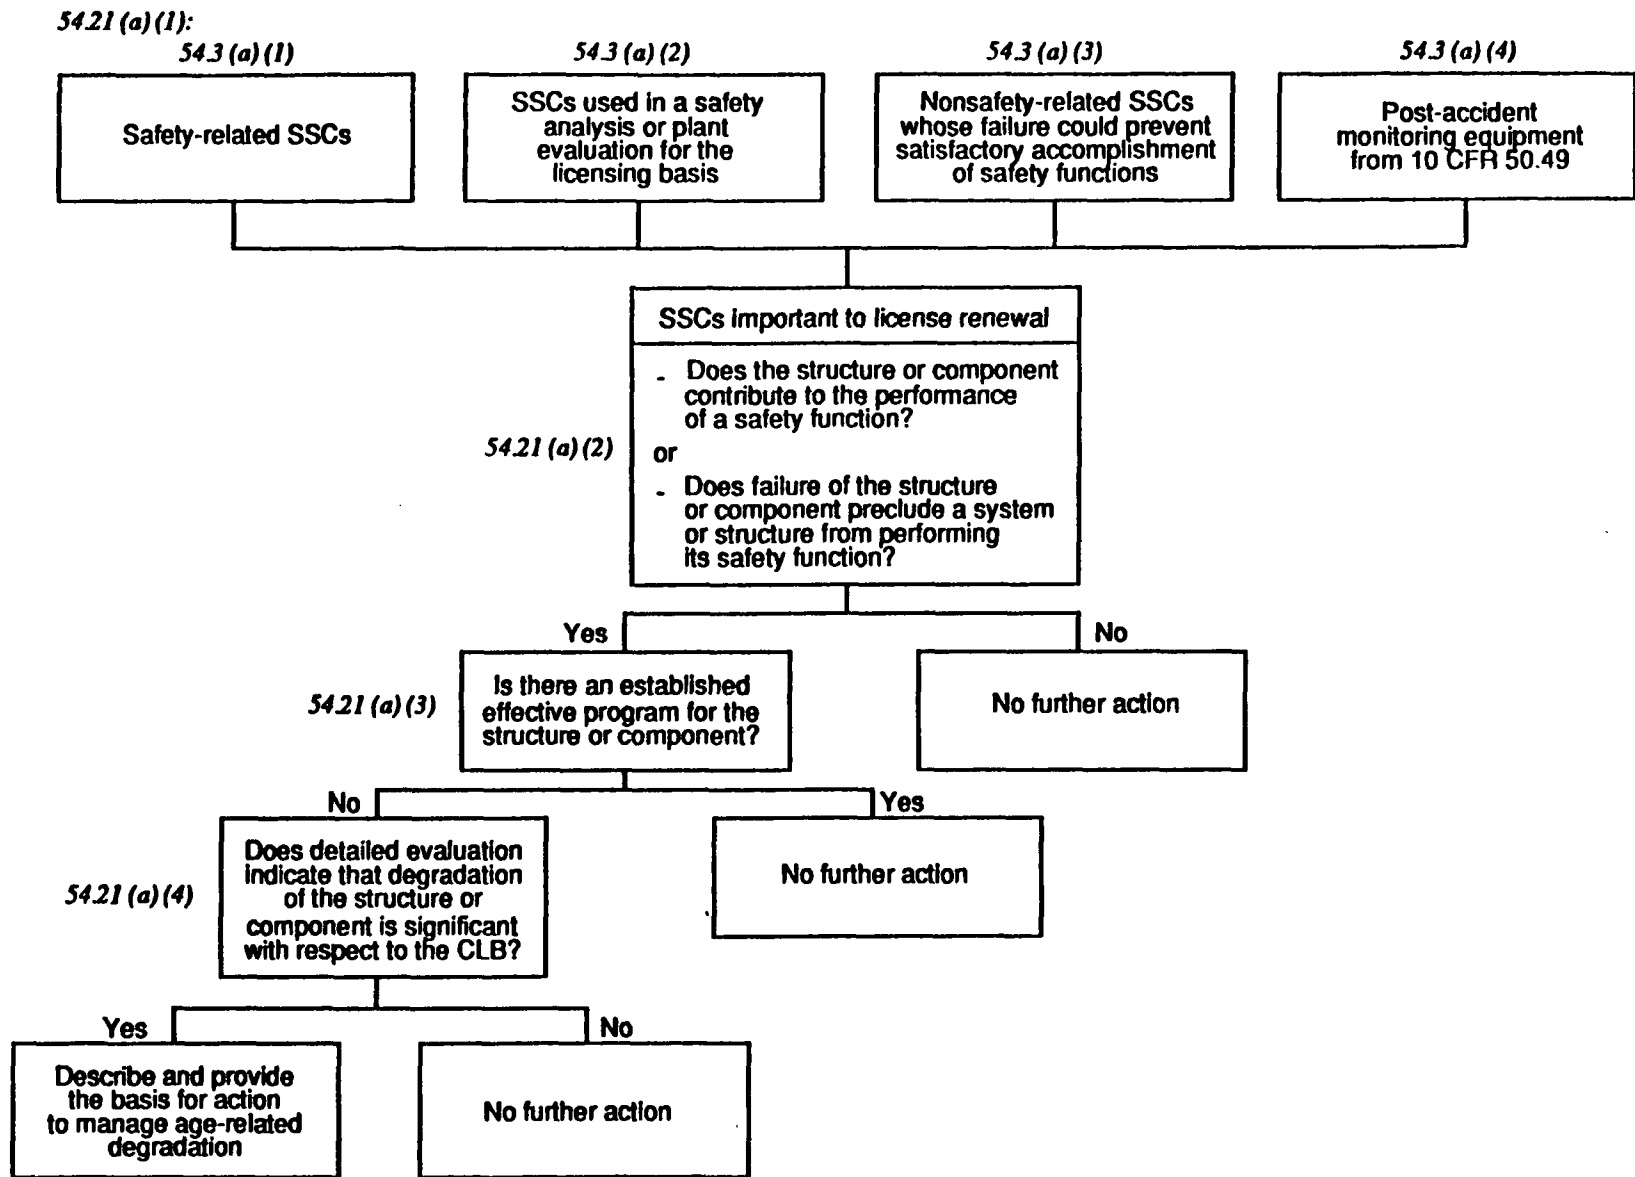 54.21 (a) (1):
54.3 (a) (1)
54.3 (a) (2)
54.3 (a) (3)
54.3 (a) (4)
Safety-related SSCs
SSCs used in a safety
analysis or plant
evaluation for the
licensing basis
Nonsafety-related SSCs
whose failure could prevent
satisfactory accomplishment
of safety functions
Post-accident
monitoring equipment
from 10 CFR 50.49
SSCs important to license renewal
- Does the structure or component
contribute to the performance
of a safety function?
54.21 (a) (2)
or
- Does failure of the structure
or component preclude a system
or structure from performing
its safety function?
Yes
No
54.21 (a) (3)
Is there an established
effective program for the
structure or component?
No further action
No
Yes
54.21 (a) (4)
Does detailed evaluation
indicate that degradation
of the structure or
component is significant
with respect to the CLB?
No further action
Yes
No
Describe and provide
the basis for action
to manage age-related
degradation
No further action